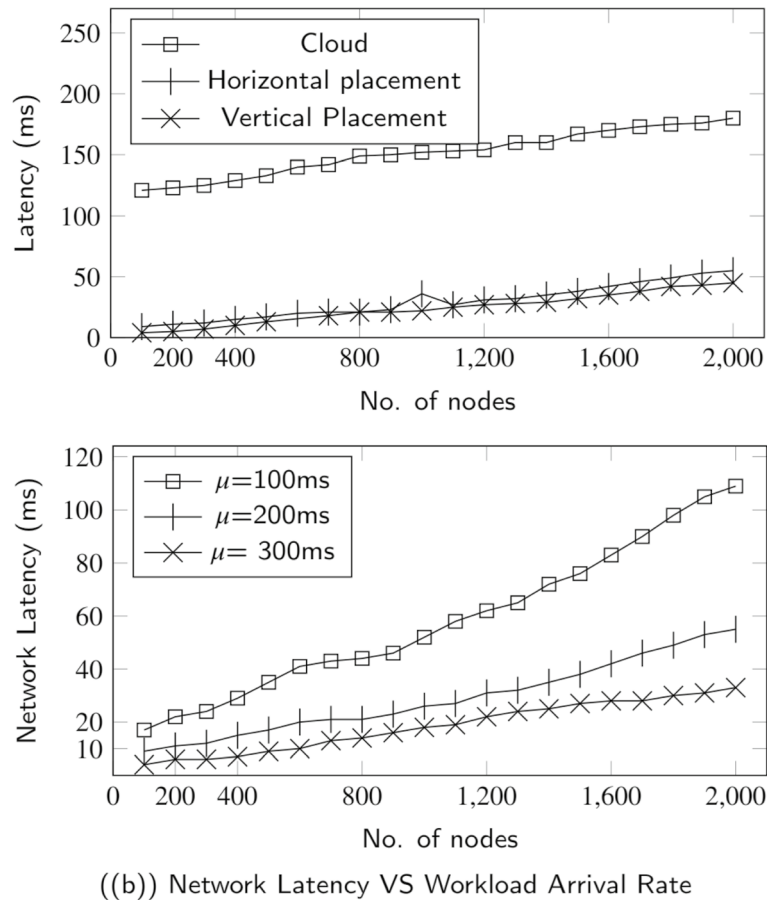 250
200
150
100
50
0
Latency (ms)
Cloud
Horizontal placement
Vertical Placement
0 200 400 800 1,200 1,600 2,000
No. of nodes
120
100
80
60
40
20
10
Network Latency (ms)
μ=100ms
μ=200ms
μ= 300ms
0 200 400 800 1,200 1,600 2,000
No. of nodes
((b)) Network Latency VS Workload Arrival Rate